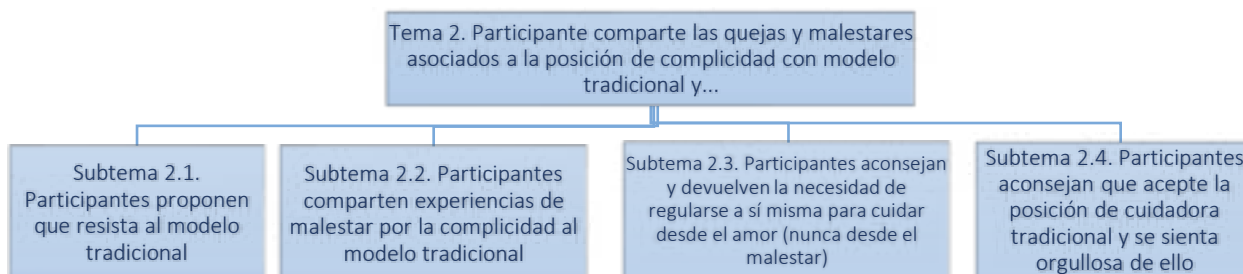 Tema 2. Participante comparte las quejas y malestares
asociados a la posición de complicidad con modelo
tradicional y...
Subtema 2.1.
Participantes proponen
que resista al modelo
tradicional
Subtema 2.2. Participantes
comparten experiencias de
malestar por la complicidad al
modelo tradicional
Subtema 2.3. Participantes aconsejan
y devuelven la necesidad de
regularse a sí misma para cuidar
desde el amor (nunca desde el
malestar)
Subtema 2.4. Participantes
aconsejan que acepte la
posición de cuidadora
tradicional y se sienta
orgullosa de ello